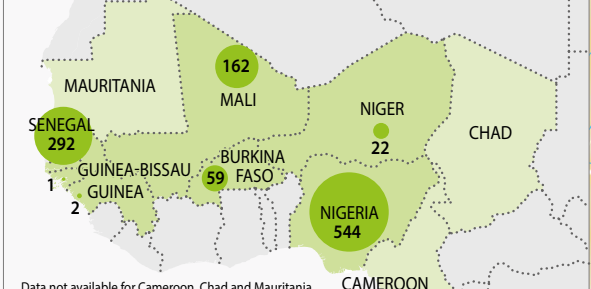 162
MAURITANIA
MALI
SENEGAL
292
NIGER
22
CHAD
GUINEA-BISSAU
1
GUINEA
2
59
BURKINA
FASO
NIGERIA
544
CAMEROON
Data not available for Cameroon, Chad and Mauritania